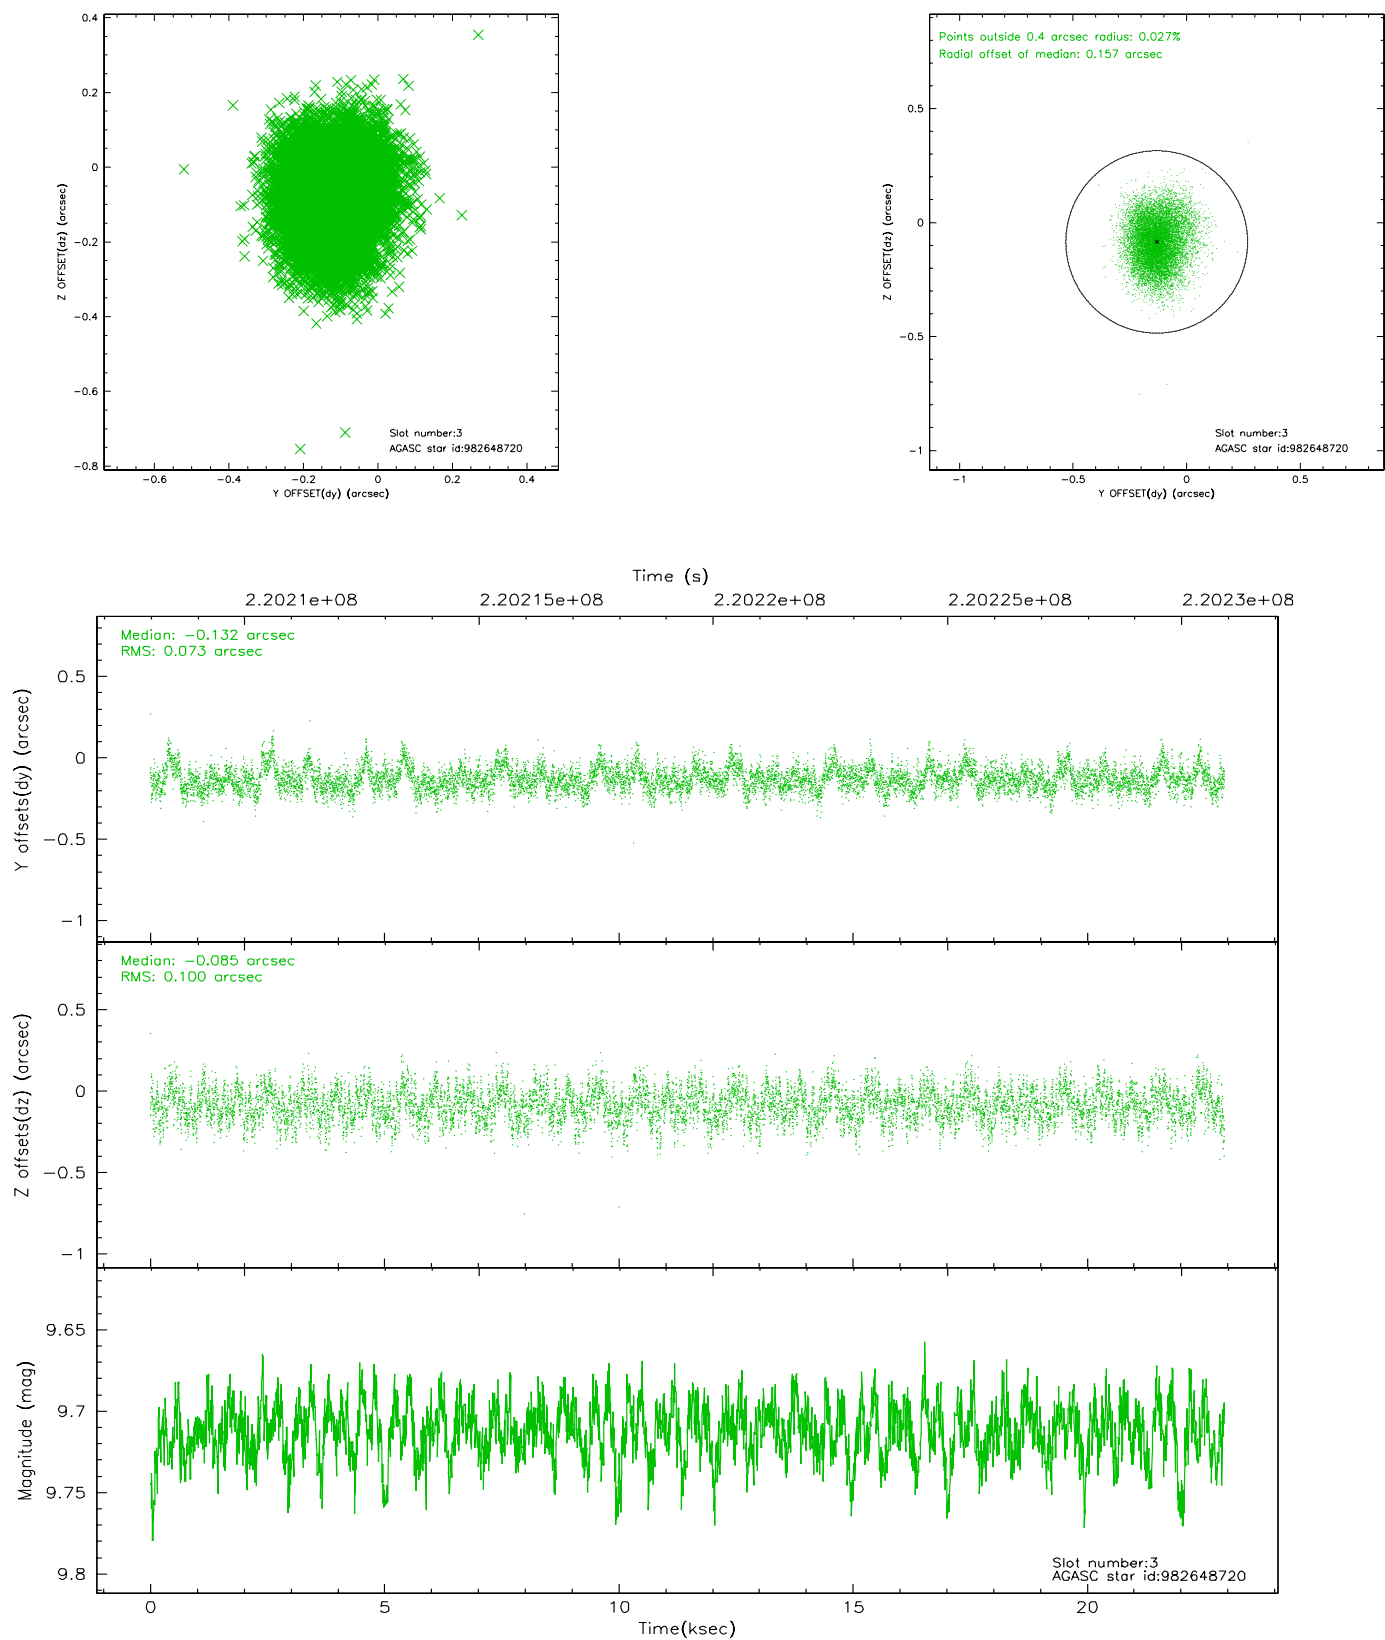 0.4
0.2
0
-0.2
-0.4
-0.6
-0.8
Z OFFSET(dz) (arcsec)
Slot number:3
AGASC star id:982648720
-0.6 -0.4 -0.2 0 0.2 0.4
Y OFFSET(dy) (arcsec)
Points outside 0.4 arcsec radius: 0.027%
Radial offset of median: 0.157 arcsec
0.5
0
-0.5
-1
Z OFFSET(dz) (arcsec)
Slot number:3
AGASC star id:982648720
-1 -0.5 0 0.5
Y OFFSET(dy) (arcsec)
Time (s)
2.2021e+08 2.20215e+08 2.2022e+08 2.20225e+08 2.2023e+08
Median: -0.132 arcsec
RMS: 0.073 arcsec
0.5
0
-0.5
-1
Y offsets(dy) (arcsec)
Median: -0.085 arcsec
RMS: 0.100 arcsec
0.5
0
-0.5
-1
Z offsets(dz) (arcsec)
9.65
9.7
9.75
9.8
Magnitude (mag)
Slot number:3
AGASC star id:982648720
0 5 10 15 20
Time(ksec)